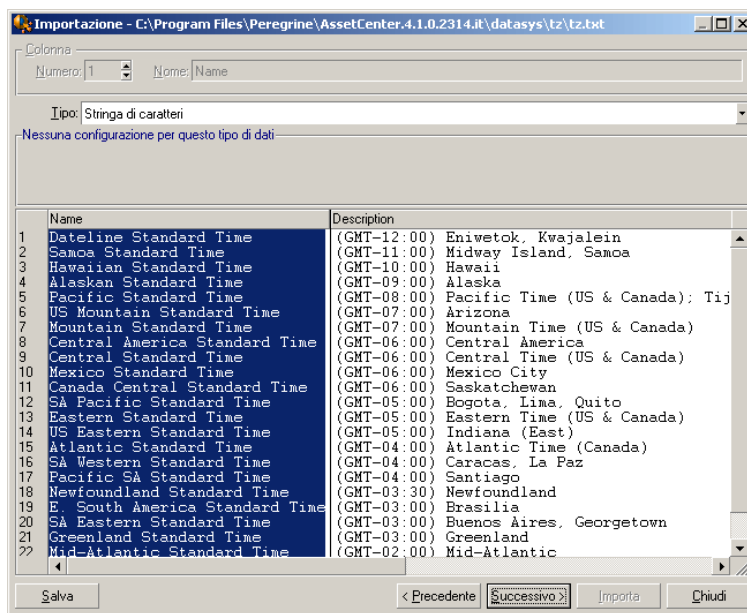 Importazione - C:\Program Files\Peregrine\AssetCenter.4.1.0.2314.it\datasys\tz\tz.txt
Colonna
Numero: 1 Nome: Name
Tipo: Stringa di caratteri
Nessuna configurazione per questo tipo di dati
Name Description
1 Dateline Standard Time (GMT-12:00) Eniwetok, Kwajalein
2 Samoa Standard Time (GMT-11:00) Midway Island, Samoa
3 Hawaiian Standard Time (GMT-10:00) Hawaii
4 Alaskan Standard Time (GMT-09:00) Alaska
5 Pacific Standard Time (GMT-08:00) Pacific Time (US & Canada); Tij
6 US Mountain Standard Time (GMT-07:00) Arizona
7 Mountain Standard Time (GMT-07:00) Mountain Time (US & Canada)
8 Central America Standard Time (GMT-06:00) Central America
9 Central Standard Time (GMT-06:00) Central Time (US & Canada)
10 Mexico Standard Time (GMT-06:00) Mexico City
11 Canada Central Standard Time (GMT-06:00) Saskatchewan
12 SA Pacific Standard Time (GMT-05:00) Bogota, Lima, Quito
13 Eastern Standard Time (GMT-05:00) Eastern Time (US & Canada)
14 US Eastern Standard Time (GMT-05:00) Indiana (East)
15 Atlantic Standard Time (GMT-04:00) Atlantic Time (Canada)
16 SA Western Standard Time (GMT-04:00) Caracas, La Paz
17 Pacific SA Standard Time (GMT-04:00) Santiago
18 Newfoundland Standard Time (GMT-03:30) Newfoundland
19 E. South America Standard Time (GMT-03:00) Brasilia
20 SA Eastern Standard Time (GMT-03:00) Buenos Aires, Georgetown
21 Greenland Standard Time (GMT-03:00) Greenland
22 Mid-Atlantic Standard Time (GMT-02:00) Mid-Atlantic
Salva < Precedente Successivo > Importa Chiudi